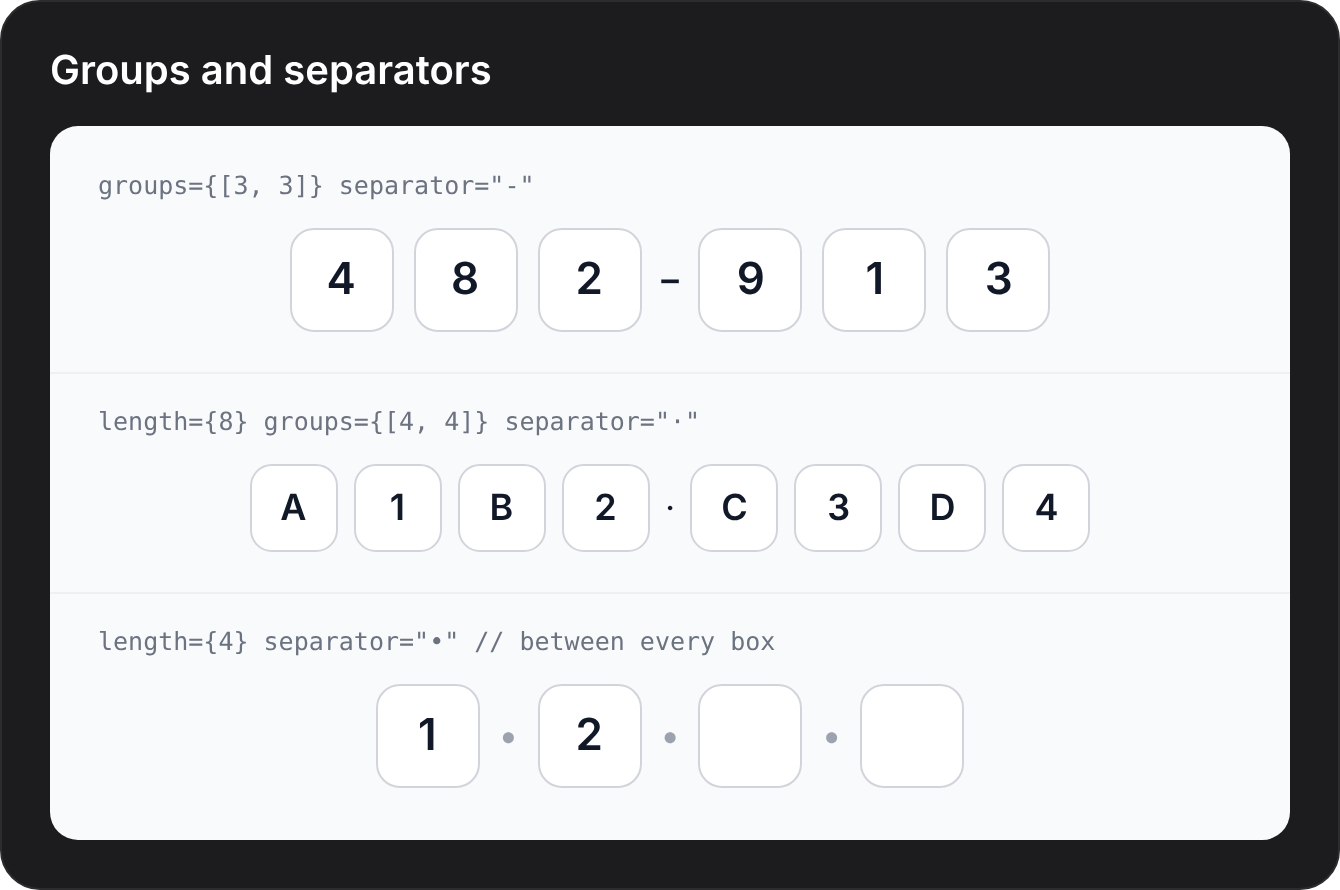 Groups and separators
groups={[3, 3]} separator="-"
4 8 2 – 9 1 3
length={8} groups={[4, 4]} separator="·"
A 1 B 2 · C 3 D 4
length={4} separator="•" // between every box
1 • 2 • •